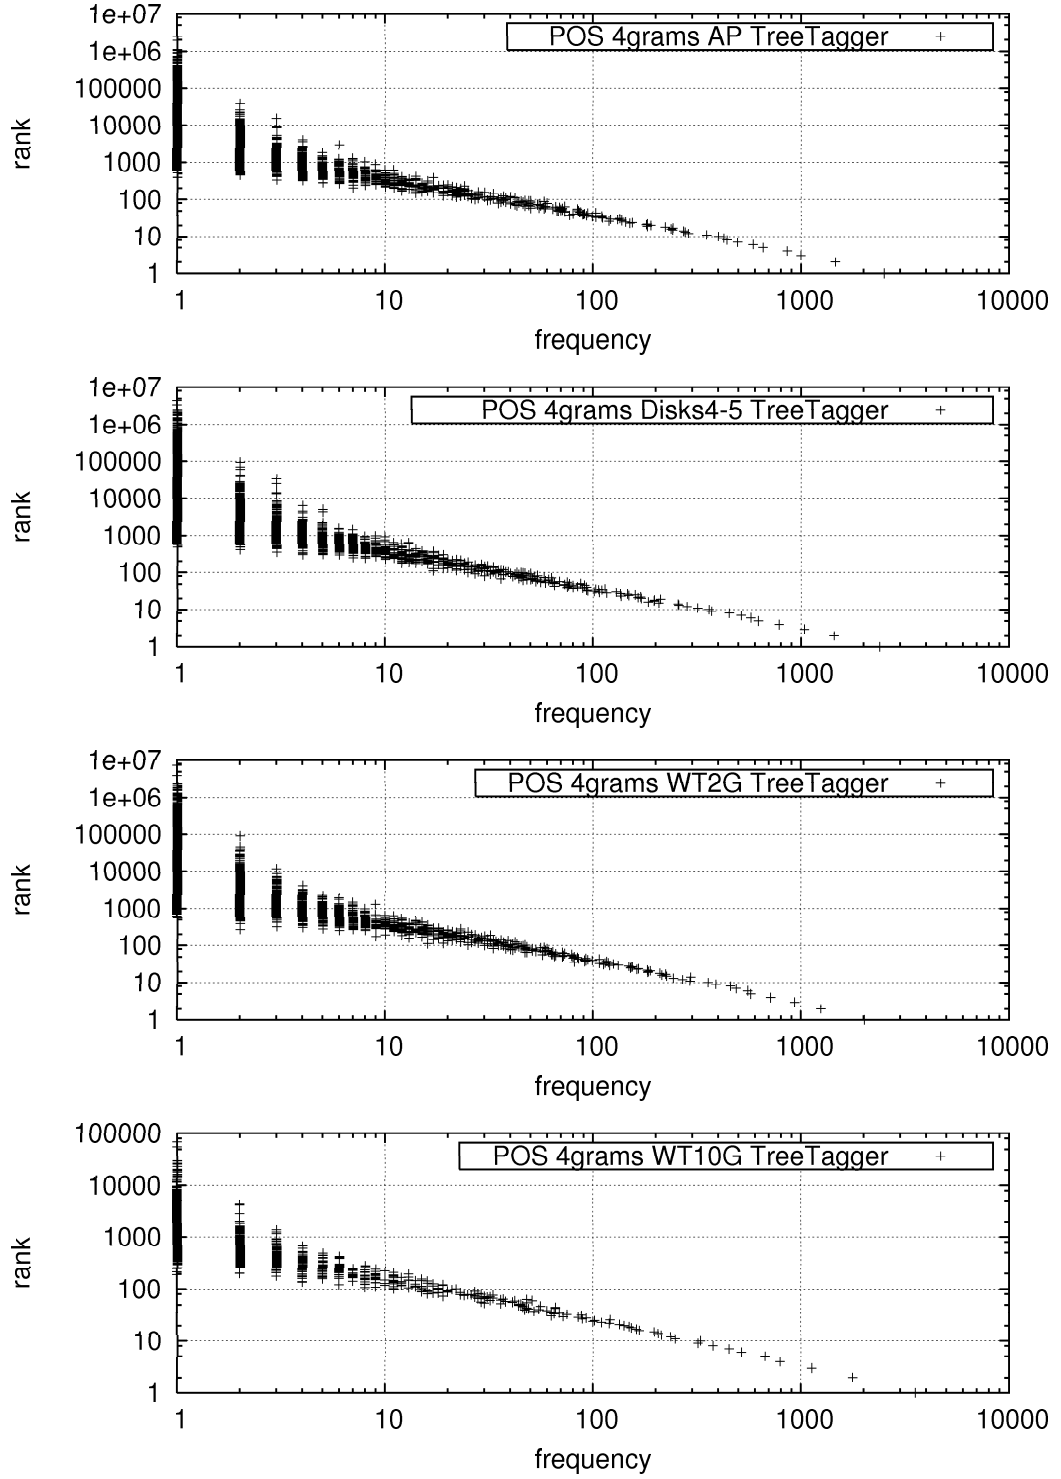 1e+07
POS 4grams AP TreeTagger
1e+06
100000
10000
1000
100
10
1
rank
1 10 100 1000 10000
frequency
1e+07
POS 4grams Disks4-5 TreeTagger
1e+06
100000
10000
1000
100
10
1
rank
1 10 100 1000 10000
frequency
1e+07
POS 4grams WT2G TreeTagger
1e+06
100000
10000
1000
100
10
1
rank
1 10 100 1000 10000
frequency
100000
POS 4grams WT10G TreeTagger
10000
1000
100
10
1
rank
1 10 100 1000 10000
frequency